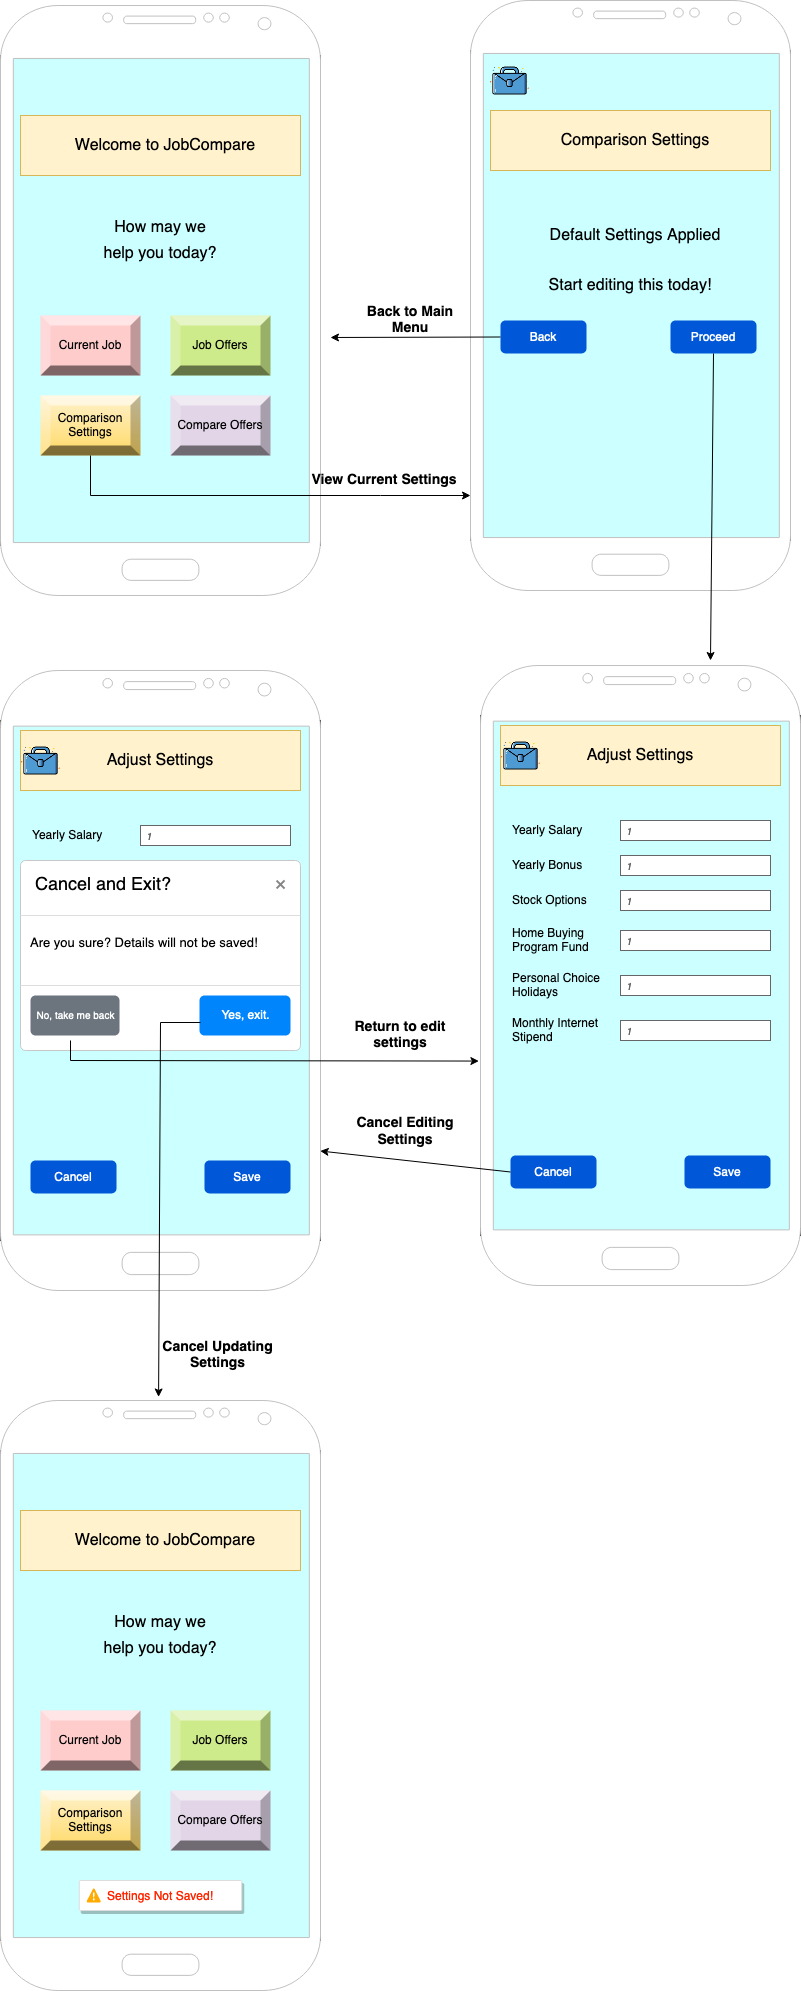 Welcome to JobCompare
How may we
help you today?
Current Job
Job Offers
Comparison
Settings
Compare Offers
View Current Settings
Comparison Settings
Default Settings Applied
Start editing this today!
Back
Proceed
Back to Main
Menu
Adjust Settings
Yearly Salary
1
Yearly Bonus
1
Stock Options
1
Home Buying
Program Fund
1
Personal Choice
Holidays
1
Monthly Internet
Stipend
1
Cancel
Save
Cancel Editing
Settings
Adjust Settings
Yearly Salary
1
Cancel and Exit?
×
Are you sure? Details will not be saved!
No, take me back
Yes, exit.
Return to edit
settings
Cancel
Save
Cancel Updating
Settings
Welcome to JobCompare
How may we
help you today?
Current Job
Job Offers
Comparison
Settings
Compare Offers
Settings Not Saved!